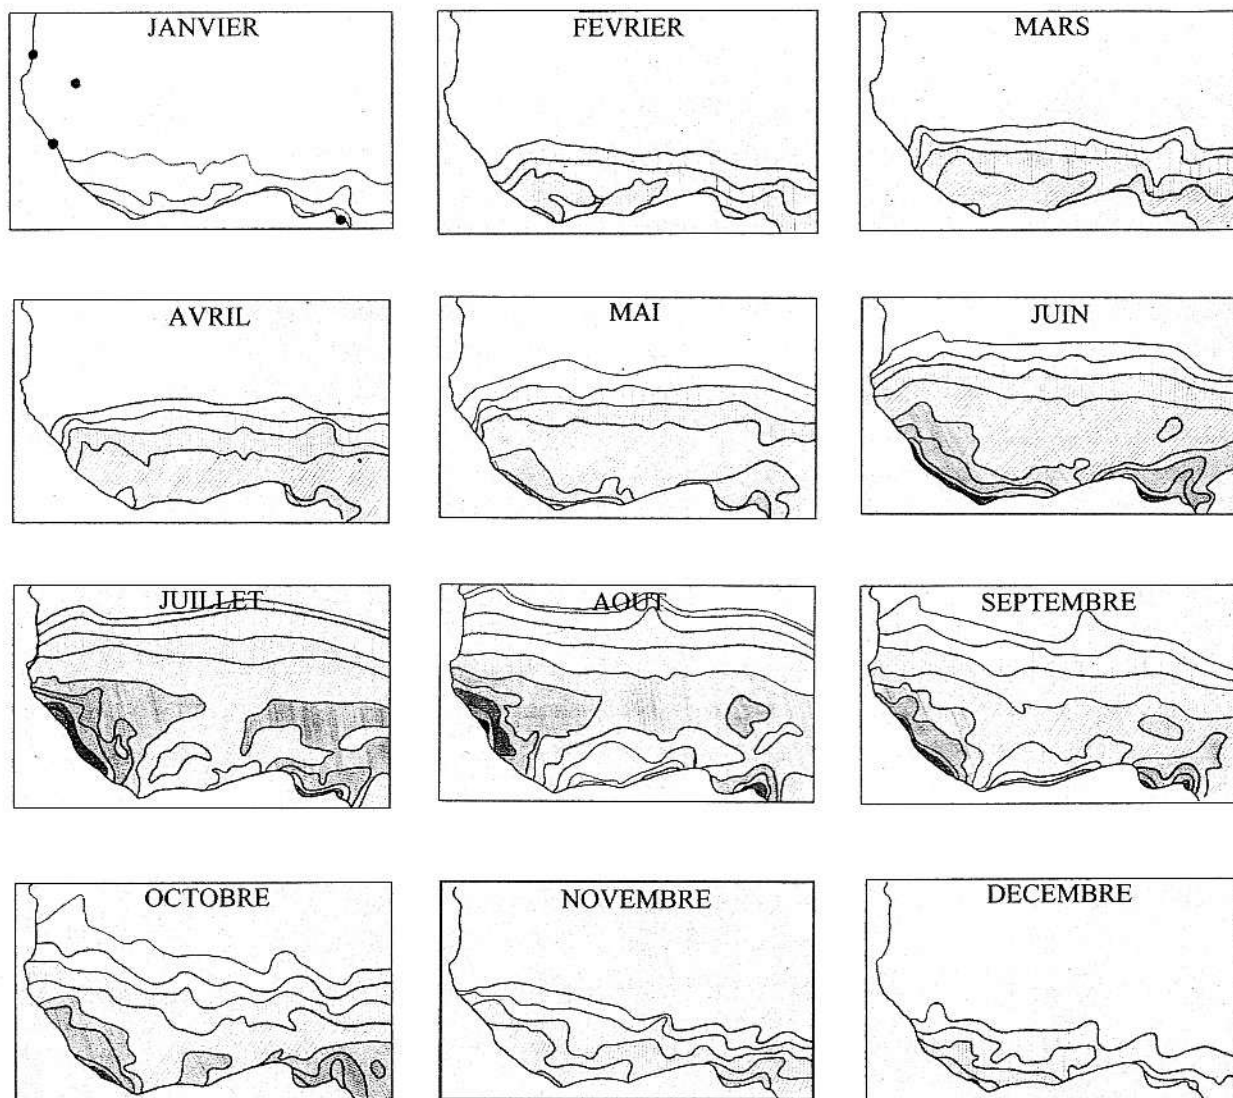 JANVIER
FEVRIER
MARS
AVRIL
MAI
JUIN
JUILLET
AOUT
SEPTEMBRE
OCTOBRE
NOVEMBRE
DECEMBRE